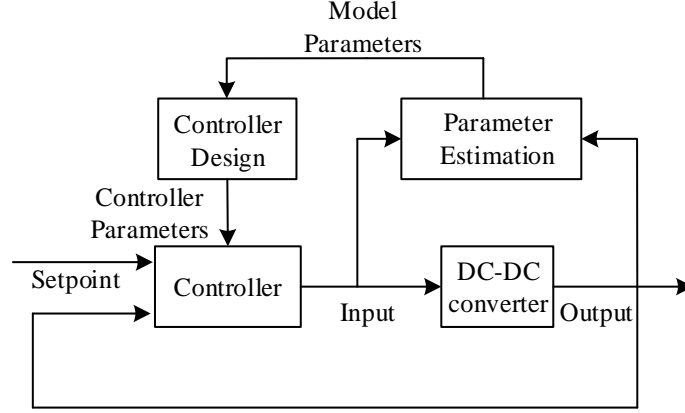 Model
Parameters
Controller
Design
Parameter
Estimation
Controller
Parameters
Setpoint
Controller
Input
DC-DC
converter
Output